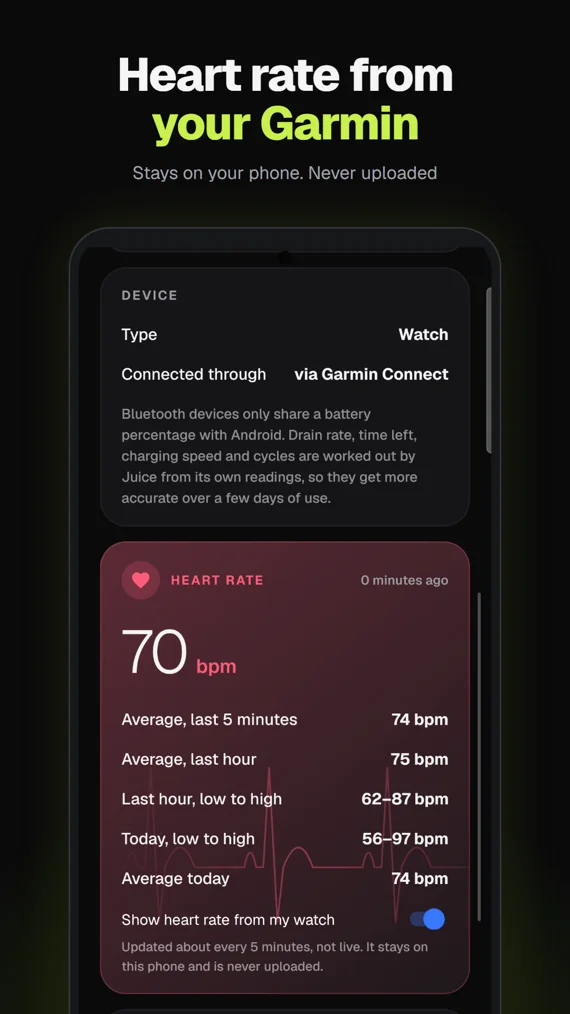 Heart rate from
your Garmin
Stays on your phone. Never uploaded
DEVICE
Type Watch
Connected through via Garmin Connect
Bluetooth devices only share a battery
percentage with Android. Drain rate, time left,
charging speed and cycles are worked out by
Juice from its own readings, so they get more
accurate over a few days of use.
HEART RATE 0 minutes ago
70 bpm
Average, last 5 minutes 74 bpm
Average, last hour 75 bpm
Last hour, low to high 62–87 bpm
Today, low to high 56–97 bpm
Average today 74 bpm
Show heart rate from my watch
Updated about every 5 minutes, not live. It stays on
this phone and is never uploaded.